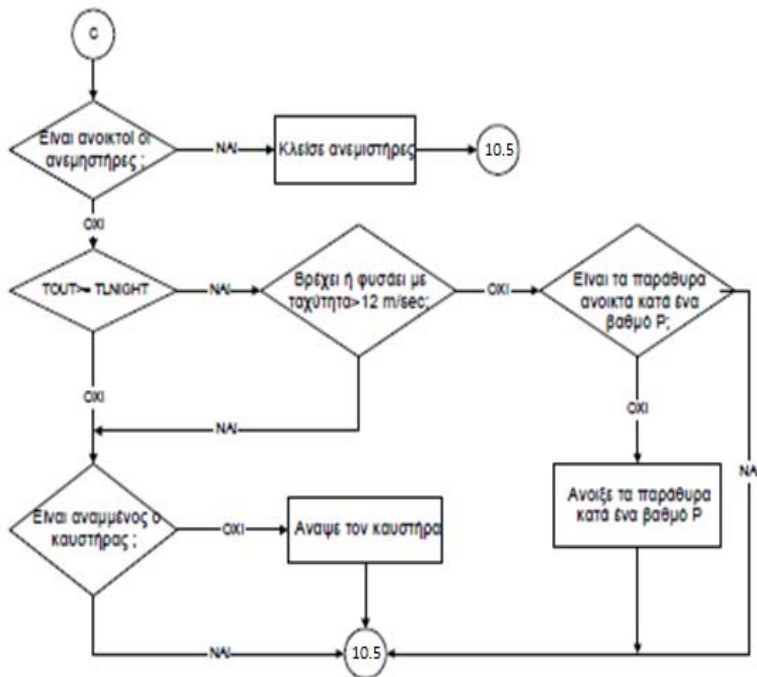 C
Είναι ανοικτοί οι
ανεμηστήρες ;
ΝΑΙ
Κλείσε ανεμιστήρες
10.5
ΟΧΙ
TOUT>= TLNIGHT
ΝΑΙ
Βρέχει ή φυσάει με
ταχύτητα>12 m/sec;
ΟΧΙ
Είναι τα παράθυρα
ανοικτά κατά ένα
βαθμό P;
ΟΧΙ
ΝΑΙ
ΟΧΙ
ΝΑ
Είναι αναμμένος ο
καυστήρας ;
ΟΧΙ
Αναψε τον καυστήρα
Ανοιξε τα παράθυρα
κατά ένα βαθμό P
ΝΑΙ
10.5